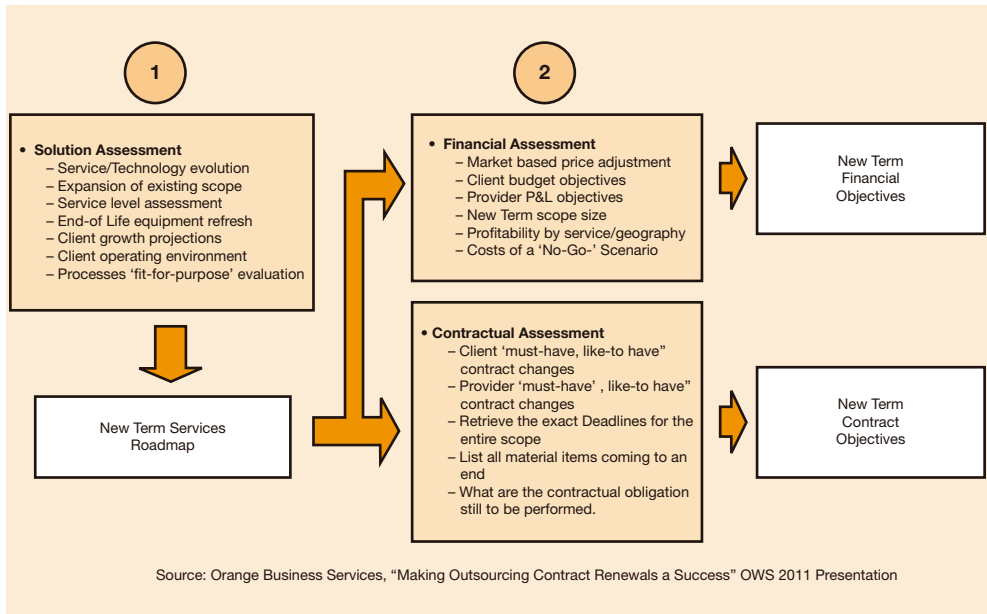 1
• Solution Assessment
– Service/Technology evolution
– Expansion of existing scope
– Service level assessment
– End-of Life equipment refresh
– Client growth projections
– Client operating environment
– Processes ‘fit-for-purpose’ evaluation
New Term Services
Roadmap
2
• Financial Assessment
– Market based price adjustment
– Client budget objectives
– Provider P&L objectives
– New Term scope size
– Profitability by service/geography
– Costs of a ‘No-Go-’ Scenario
New Term
Financial
Objectives
• Contractual Assessment
– Client ‘must-have, like-to have”
contract changes
– Provider ‘must-have’ , like-to have”
contract changes
– Retrieve the exact Deadlines for the
entire scope
– List all material items coming to an
end
– What are the contractual obligation
still to be performed.
New Term
Contract
Objectives
Source: Orange Business Services, “Making Outsourcing Contract Renewals a Success” OWS 2011 Presentation